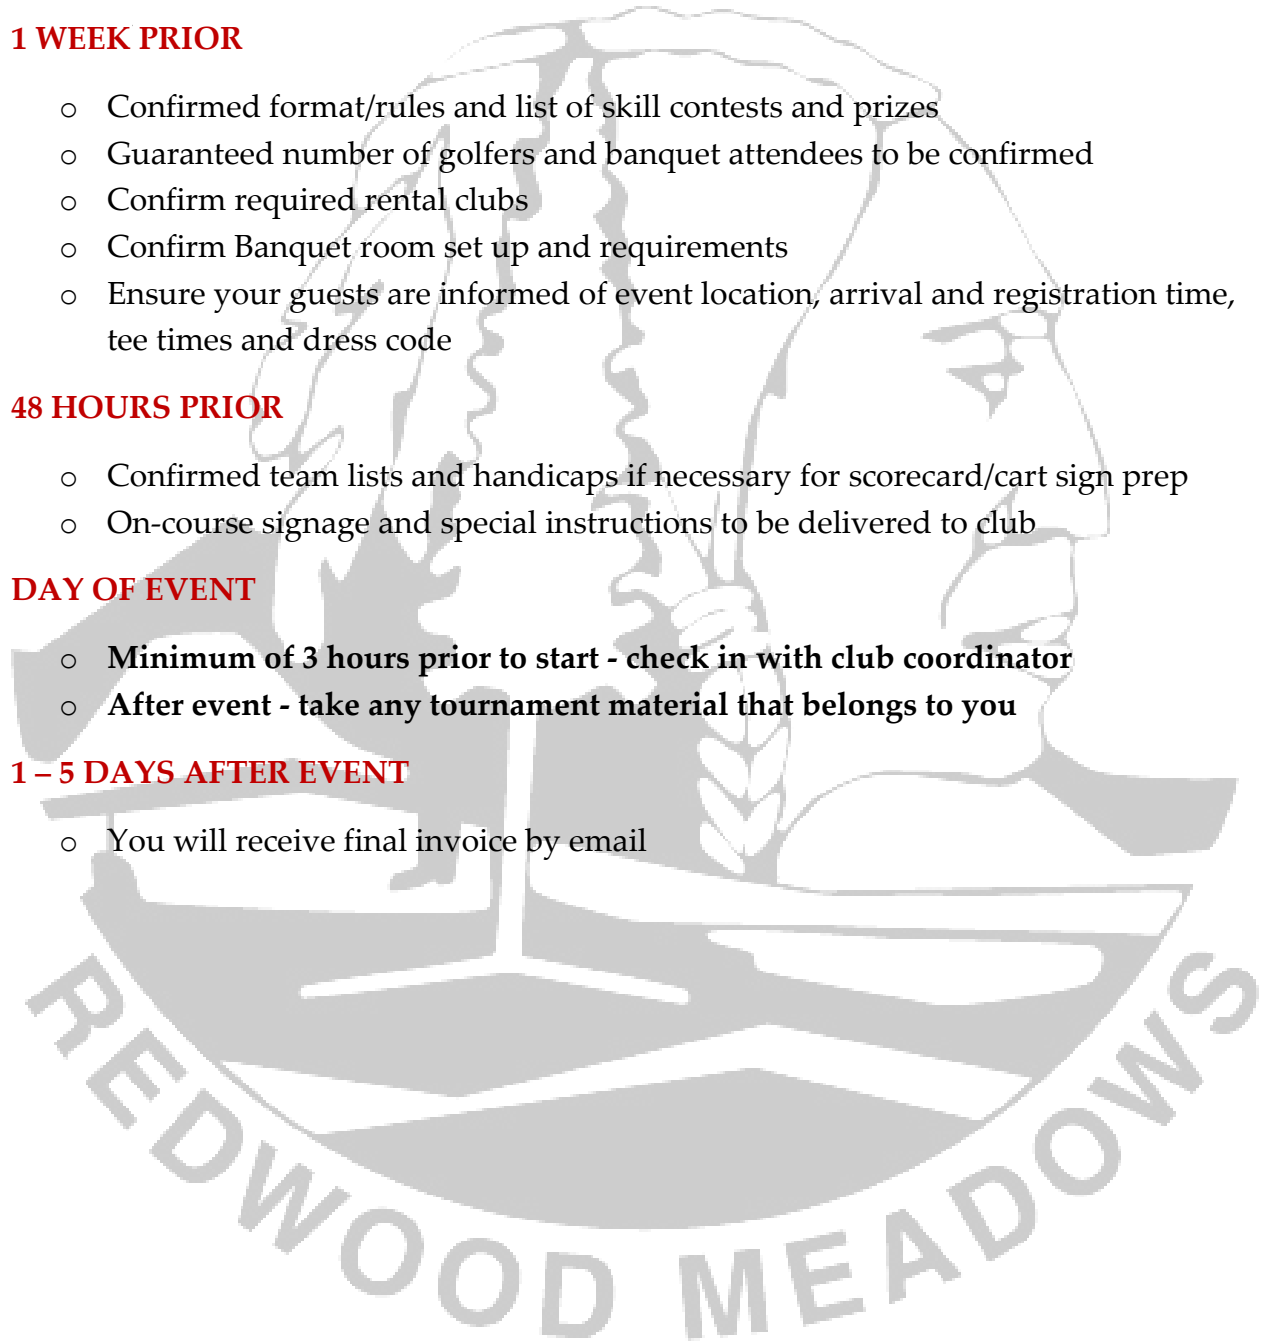 1 WEEK PRIOR
o Confirmed format/rules and list of skill contests and prizes
o Guaranteed number of golfers and banquet attendees to be confirmed
o Confirm required rental clubs
o Confirm Banquet room set up and requirements
o Ensure your guests are informed of event location, arrival and registration time,
tee times and dress code
48 HOURS PRIOR
o Confirmed team lists and handicaps if necessary for scorecard/cart sign prep
o On-course signage and special instructions to be delivered to club
DAY OF EVENT
o Minimum of 3 hours prior to start - check in with club coordinator
o After event - take any tournament material that belongs to you
1 – 5 DAYS AFTER EVENT
o You will receive final invoice by email
REDWOOD MEADOWS